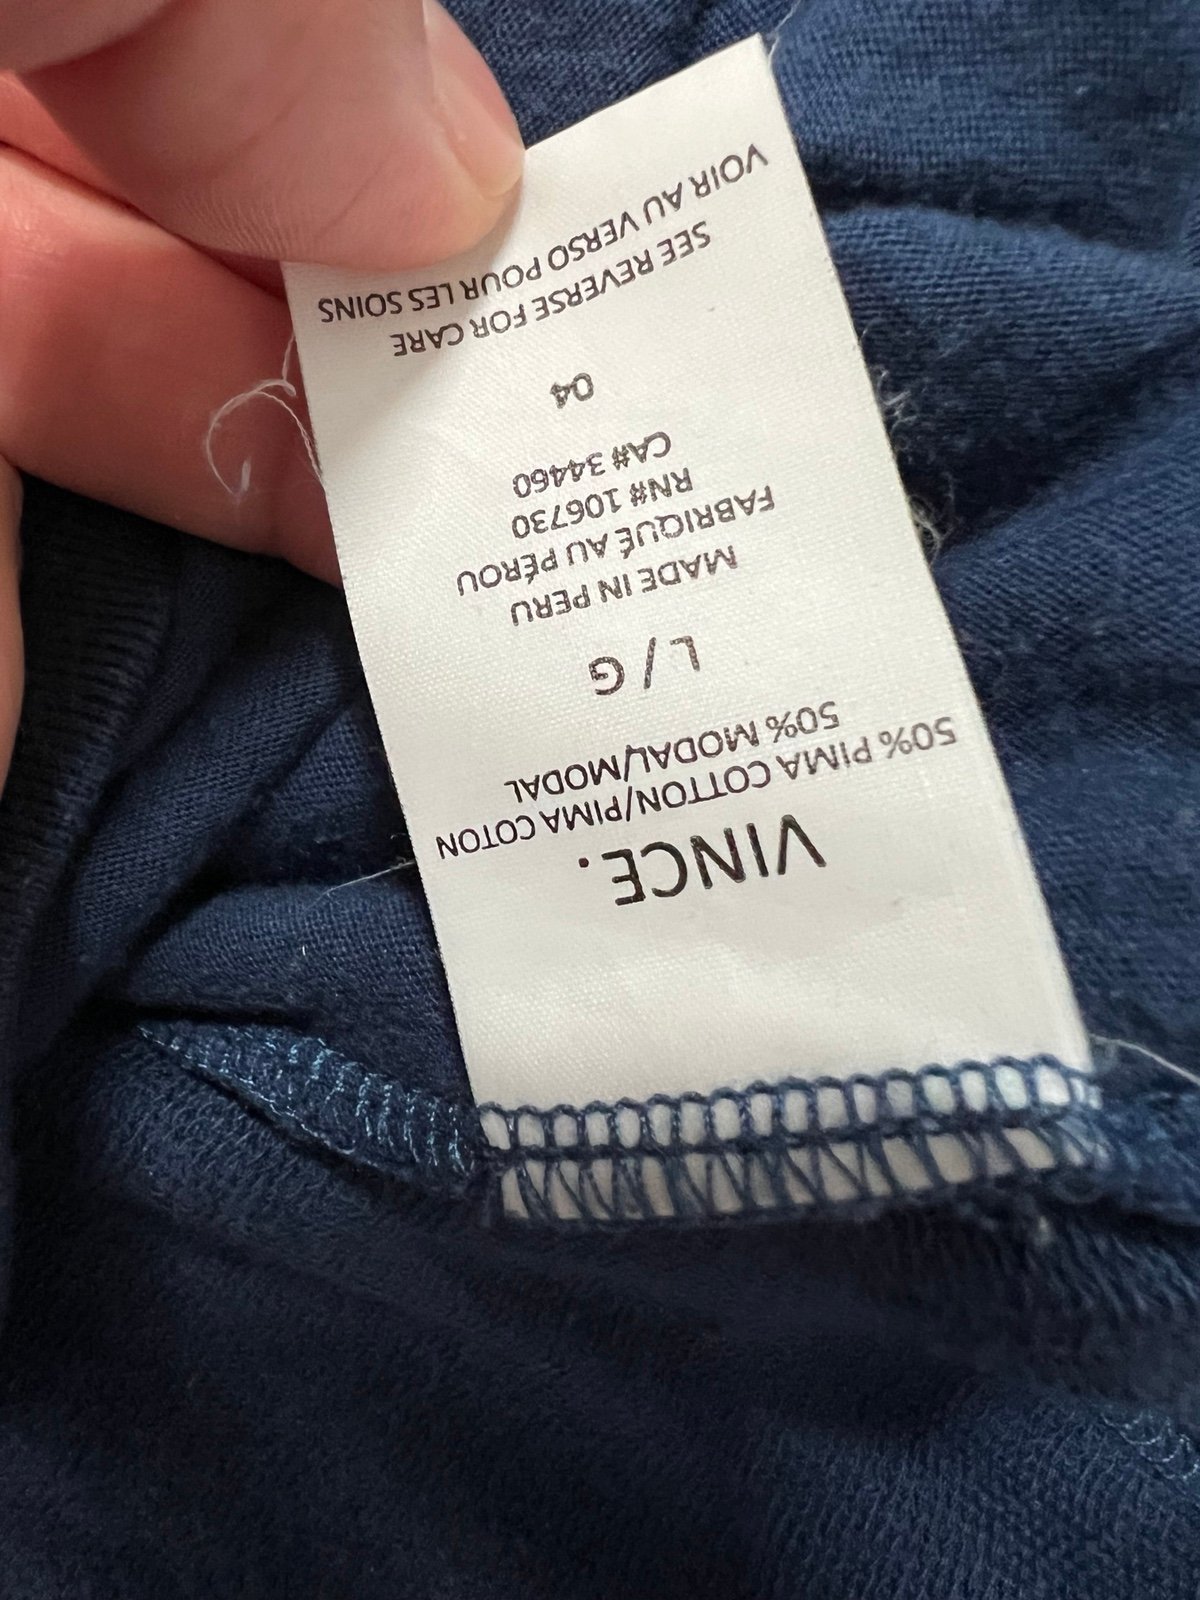 VINCE.
50% PIMA COTTON/PIMA COTON
50% MODAL/MODAL
L / G
MADE IN PERU
FABRIQUÉ AU PÉROU
RN# 106730
CA# 34460
04
SEE REVERSE FOR CARE
VOIR AU VERSO POUR LES SOINS